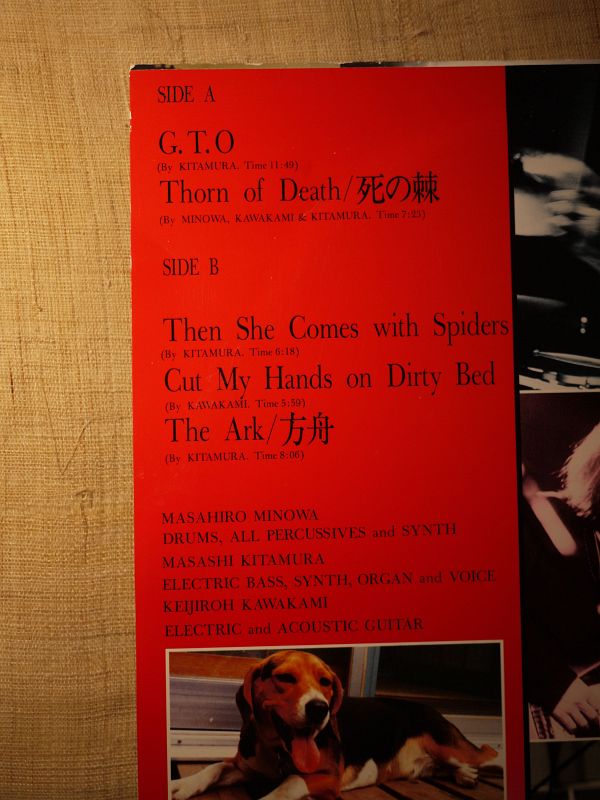 SIDE A
G.T.O
(By KITAMURA. Time 11:49)
Thorn of Death/死の棘
(By MINOWA, KAWAKAMI & KITAMURA. Time 7:23)
SIDE B
Then She Comes with Spiders
(By KITAMURA. Time 6:18)
Cut My Hands on Dirty Bed
(By KAWAKAMI. Time 5:59)
The Ark/方舟
(By KITAMURA. Time 8:06)
MASAHIRO MINOWA
DRUMS, ALL PERCUSSIVES and SYNTH
MASASHI KITAMURA
ELECTRIC BASS, SYNTH, ORGAN and VOICE
KEIJIROH KAWAKAMI
ELECTRIC and ACOUSTIC GUITAR